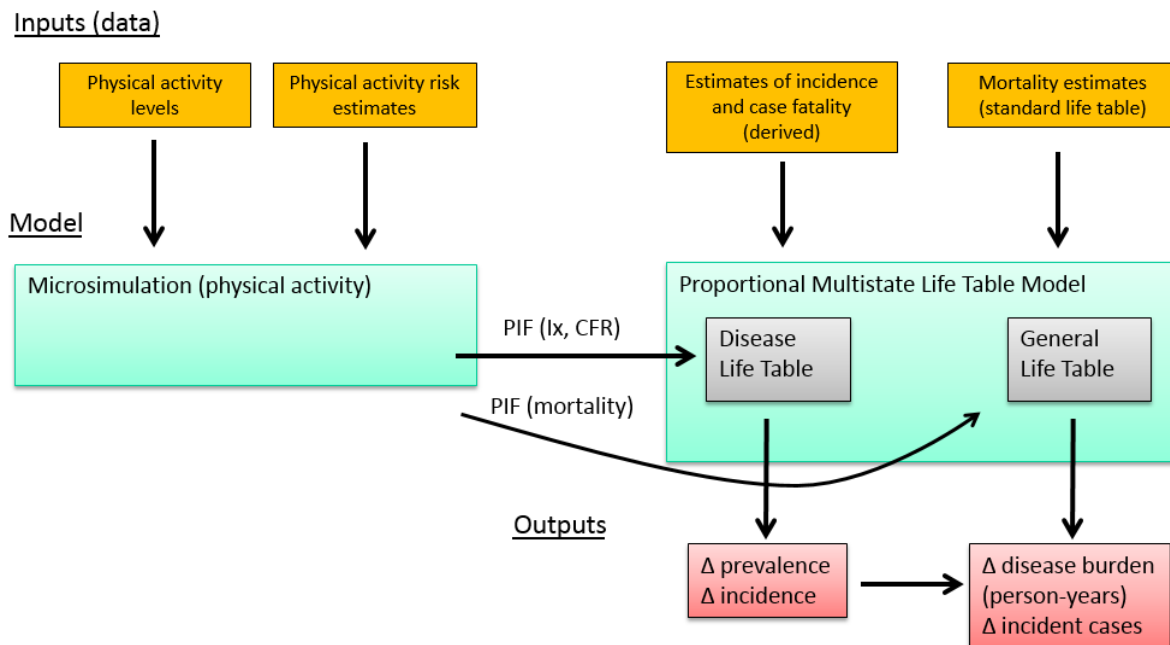 Inputs (data)
Physical activity
levels
Physical activity risk
estimates
Estimates of incidence
and case fatality
(derived)
Mortality estimates
(standard life table)
Model
Microsimulation (physical activity)
PIF (Ix, CFR)
PIF (mortality)
Proportional Multistate Life Table Model
Disease
Life Table
General
Life Table
Outputs
Δ prevalence
Δ incidence
Δ disease burden
(person-years)
Δ incident cases